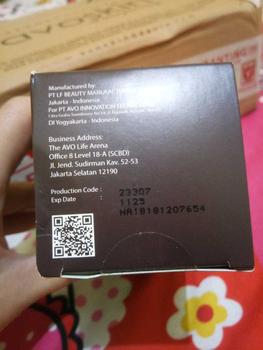 Manufactured by:
PT LF BEAUTY MANUFACTURING
Jakarta - Indonesia
For PT AVO INNOVATION
DI Yogyakarta - Indonesia
Business Address:
The AVO Life Arena
Office 8 Level 18-A (SCBD)
Jl. Jend. Sudirman Kav. 52-53
Jakarta Selatan 12190
Production Code : 23307
Exp Date : 1125
HA18181207654